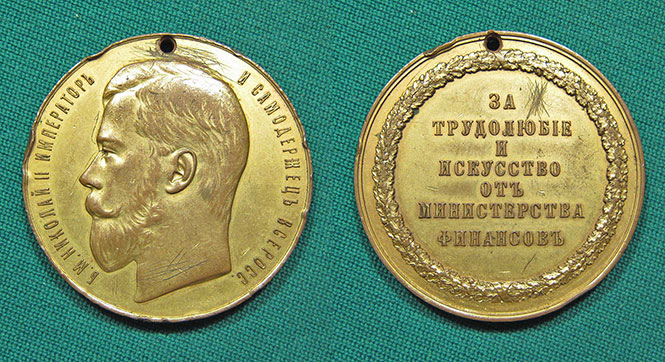 Б.М.НИКОЛАЙ II ИМПЕРАТОРЪ И САМОДЕРЖЕЦЪ ВСЕРОСС.
ЗА
ТРУДОЛЮБІЕ
И
ИСКУССТВО
ОТЪ
МИНИСТЕРСТВА
ФИНАНСОВЪ